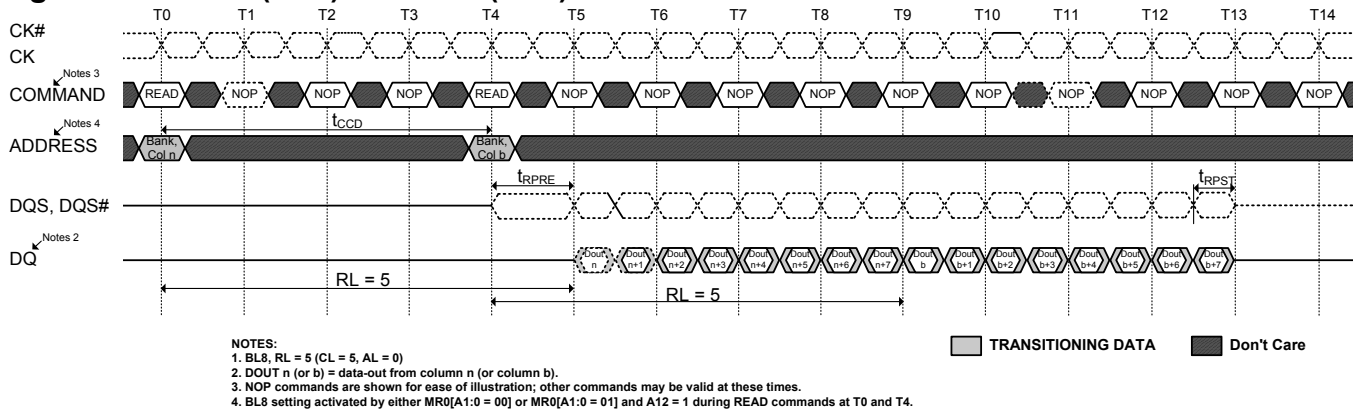 T0 T1 T2 T3 T4 T5 T6 T7 T8 T9 T10 T11 T12 T13 T14
CK#
CK
Notes 3
COMMAND READ NOP NOP NOP READ NOP NOP NOP NOP NOP NOP NOP NOP NOP NOP
tCCD
Notes 4
ADDRESS Bank, Col n Bank, Col b
tRPRE tRPST
DQS, DQS#
Notes 2
DQ Dout n Dout n+1 Dout n+2 Dout n+3 Dout n+4 Dout n+5 Dout n+6 Dout n+7 Dout b Dout b+1 Dout b+2 Dout b+3 Dout b+4 Dout b+5 Dout b+6 Dout b+7
RL = 5 RL = 5
NOTES:
1. BL8, RL = 5 (CL = 5, AL = 0)
2. DOUT n (or b) = data-out from column n (or column b).
3. NOP commands are shown for ease of illustration; other commands may be valid at these times.
4. BL8 setting activated by either MR0[A1:0 = 00] or MR0[A1:0 = 01] and A12 = 1 during READ commands at T0 and T4.
TRANSITIONING DATA Don't Care